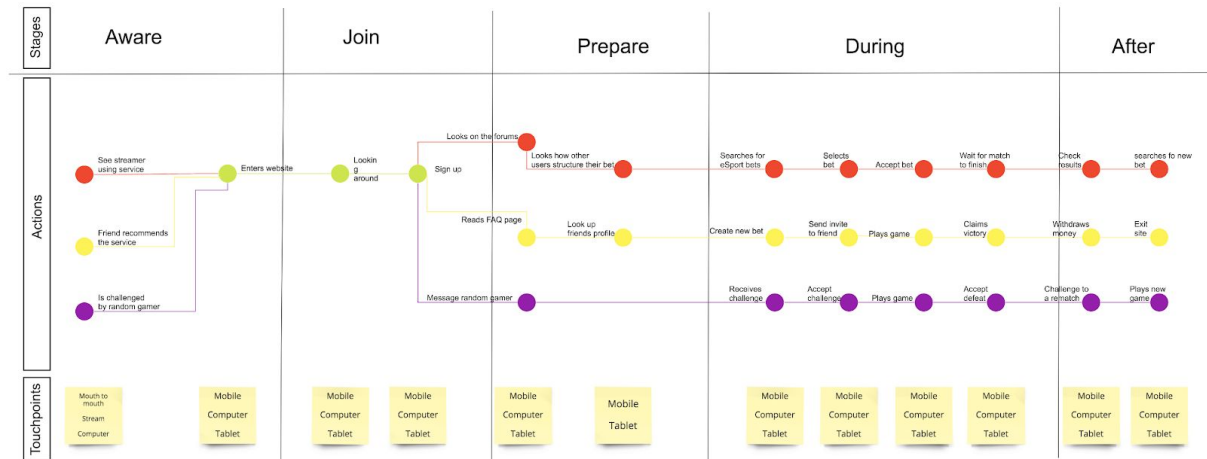 Stages
Aware
Join
Prepare
During
After
Actions
See streamer
using service
Friend recommends
the service
Is challenged
by random gamer
Enters website
Lookin
g
around
Sign up
Looks on the forums
Looks how other
users structure their bet
Reads FAQ page
Look up
friends profile
Message random gamer
Searches for
eSport bets
Selects
bet
Accept bet
Wait for match
to finish
Check
results
searches fo new
bet
Create new bet
Send invite
to friend
Plays game
Claims
victory
Withdraws
money
Exit
site
Receives
challenge
Accept
challenge
Plays game
Accept
defeat
Challenge to
a rematch
Plays new
game
Touchpoints
Mouth to
mouth
Stream
Computer
Mobile
Computer
Tablet
Mobile
Computer
Tablet
Mobile
Computer
Tablet
Mobile
Computer
Tablet
Mobile
Tablet
Mobile
Computer
Tablet
Mobile
Computer
Tablet
Mobile
Computer
Tablet
Mobile
Computer
Tablet
Mobile
Computer
Tablet
Mobile
Computer
Tablet